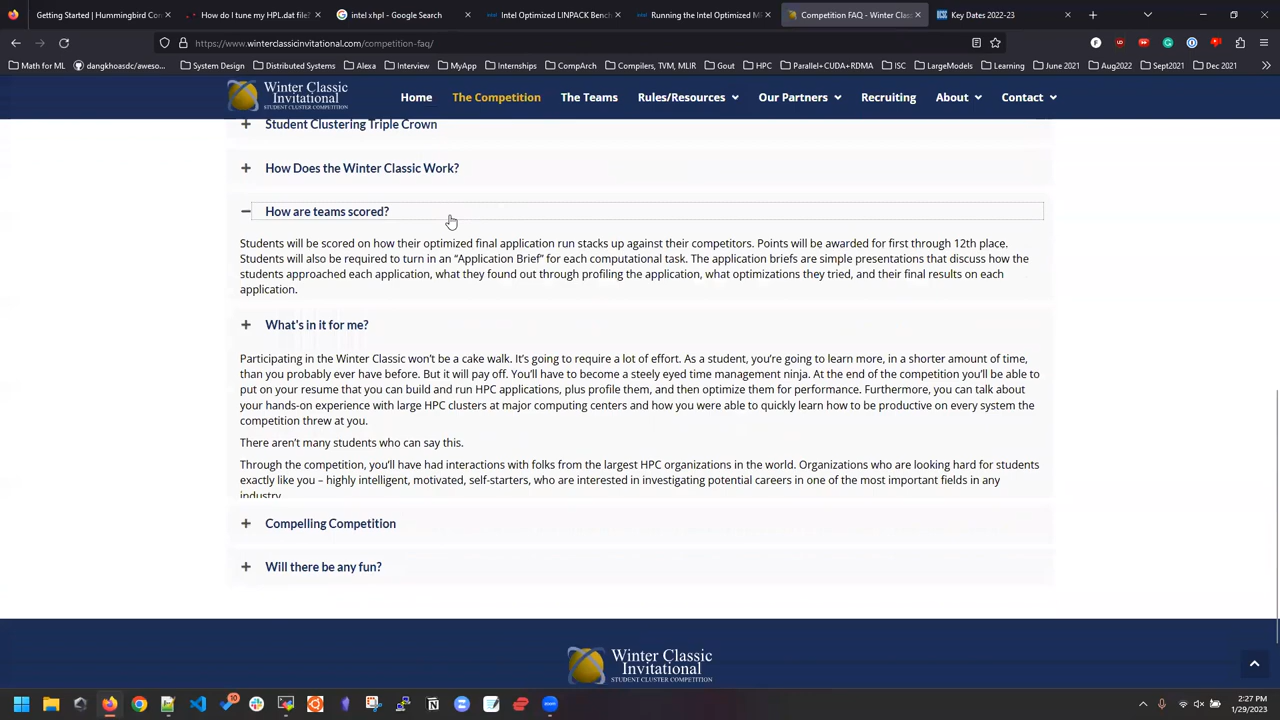 Getting Started | Hummingbird Con
How do I tune my HPL.dat file?
intel xhpl - Google Search
Intel Optimized LINPACK Bench
Running the Intel Optimized MP
Competition FAQ - Winter Class
Key Dates 2022-23
https://www.winterclassicinvitational.com/competition-faq/
Math for ML
dangkhoasdc/aweso...
System Design
Distributed Systems
Alexa
Interview
MyApp
Internships
CompArch
Compilers, TVM, MLIR
Gout
HPC
Parallel+CUDA+RDMA
ISC
LargeModels
Learning
June 2021
Aug2022
Sept2021
Dec 2021
Winter Classic
Invitational
STUDENT CLUSTER COMPETITION
Home
The Competition
The Teams
Rules/Resources
Our Partners
Recruiting
About
Contact
Student Clustering Triple Crown
How Does the Winter Classic Work?
How are teams scored?
Students will be scored on how their optimized final application run stacks up against their competitors. Points will be awarded for first through 12th place.
Students will also be required to turn in an “Application Brief” for each computational task. The application briefs are simple presentations that discuss how the
students approached each application, what they found out through profiling the application, what optimizations they tried, and their final results on each
application.
What's in it for me?
Participating in the Winter Classic won’t be a cake walk. It’s going to require a lot of effort. As a student, you’re going to learn more, in a shorter amount of time,
than you probably ever have before. But it will pay off. You’ll have to become a steely eyed time management ninja. At the end of the competition you’ll be able to
put on your resume that you can build and run HPC applications, plus profile them, and then optimize them for performance. Furthermore, you can talk about
your hands-on experience with large HPC clusters at major computing centers and how you were able to quickly learn how to be productive on every system the
competition threw at you.
There aren’t many students who can say this.
Through the competition, you’ll have had interactions with folks from the largest HPC organizations in the world. Organizations who are looking hard for students
exactly like you – highly intelligent, motivated, self-starters, who are interested in investigating potential careers in one of the most important fields in any
industry
Compelling Competition
Will there be any fun?
Winter Classic
Invitational
STUDENT CLUSTER COMPETITION
10
2:27 PM
1/29/2023